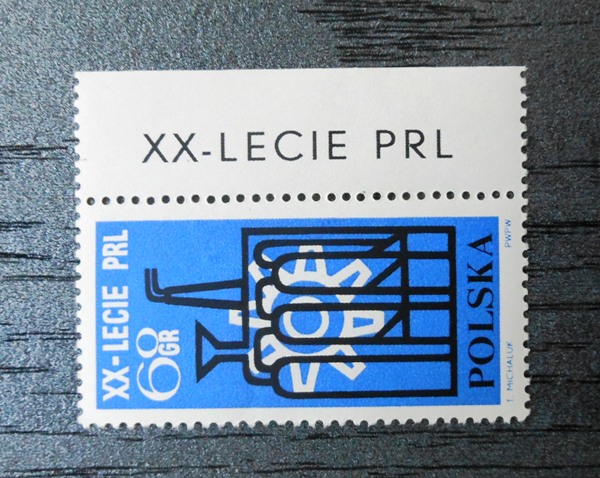 XX-LECIE PRL
XX-LECIE PRL
60 GR
POLSKA
T. MICHALUK
PWPW